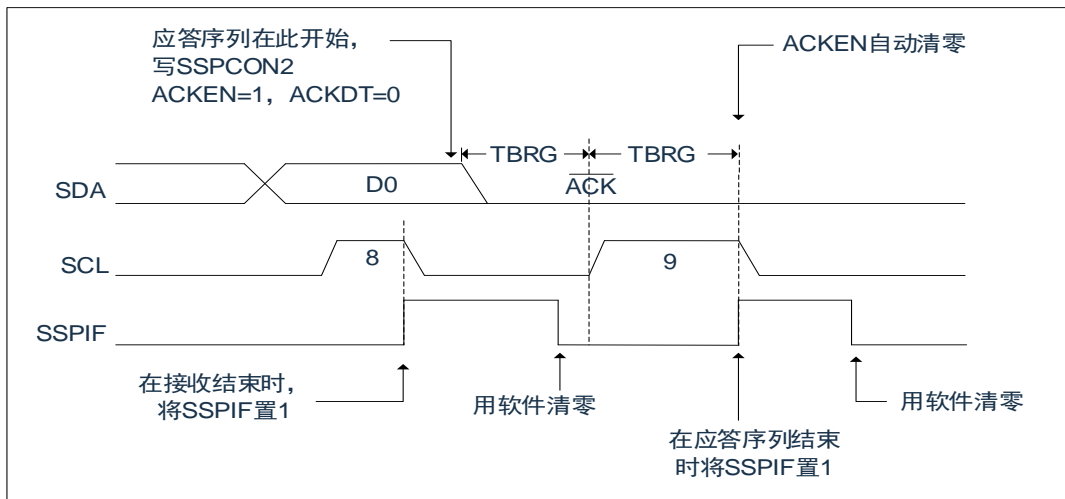 应答序列在此开始，
写SSPCON2
ACKEN=1，ACKDT=0
ACKEN自动清零
TBRG
TBRG
SDA
D0
ACK
SCL
8
9
SSPIF
在接收结束时，
将SSPIF置1
用软件清零
在应答序列结束
时将SSPIF置1
用软件清零